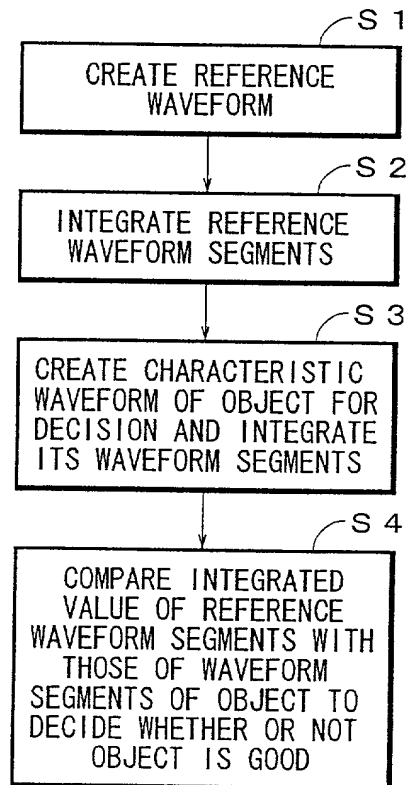 S 1
CREATE REFERENCE
WAVEFORM
S 2
INTEGRATE REFERENCE
WAVEFORM SEGMENTS
S 3
CREATE CHARACTERISTIC
WAVEFORM OF OBJECT FOR
DECISION AND INTEGRATE
ITS WAVEFORM SEGMENTS
S 4
COMPARE INTEGRATED
VALUE OF REFERENCE
WAVEFORM SEGMENTS WITH
THOSE OF WAVEFORM
SEGMENTS OF OBJECT TO
DECIDE WHETHER OR NOT
OBJECT IS GOOD